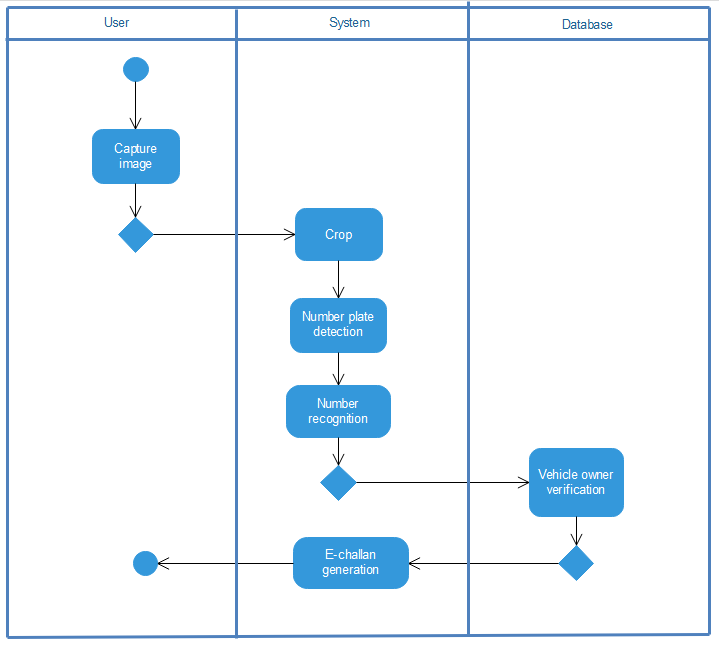 User
System
Database
Capture
image
Crop
Number plate
detection
Number
recognition
Vehicle owner
verification
E-challan
generation